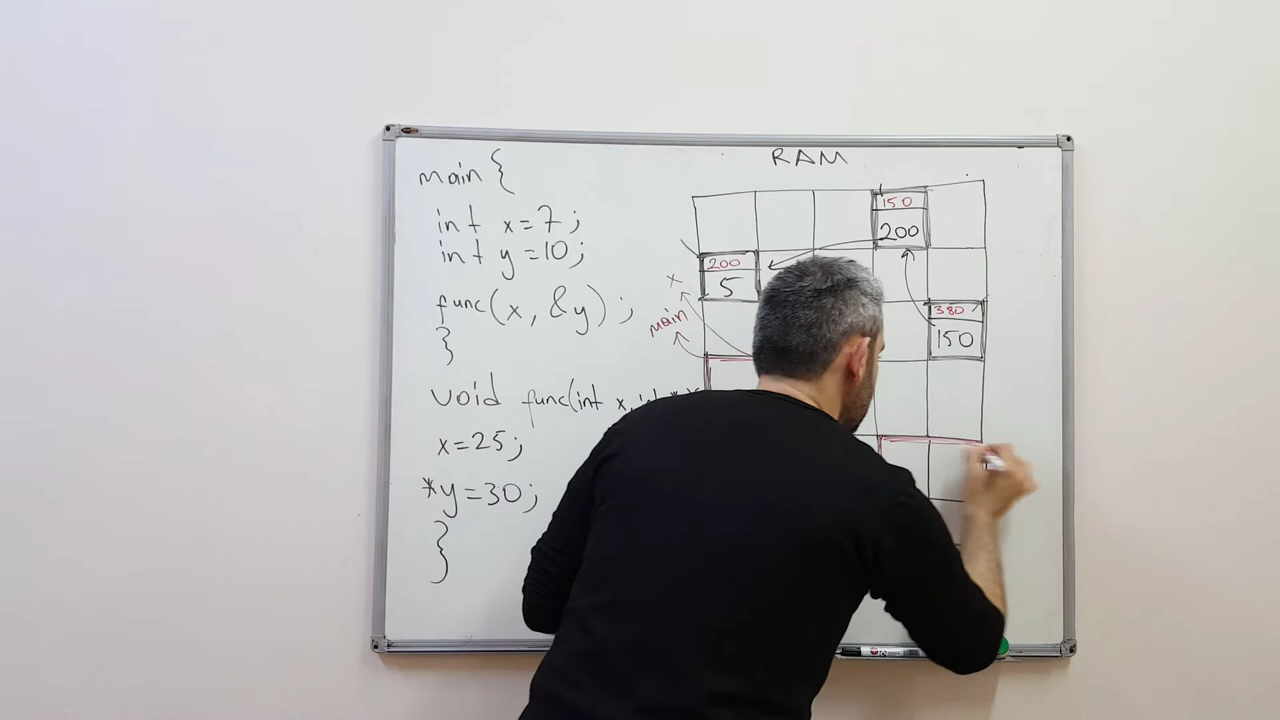 RAM
main {
int x=7;
int y=10;
func(x, &y);
}
void func(int x, int *
x=25;
*y=30;
}
150
200
200
5
x
main
380
150